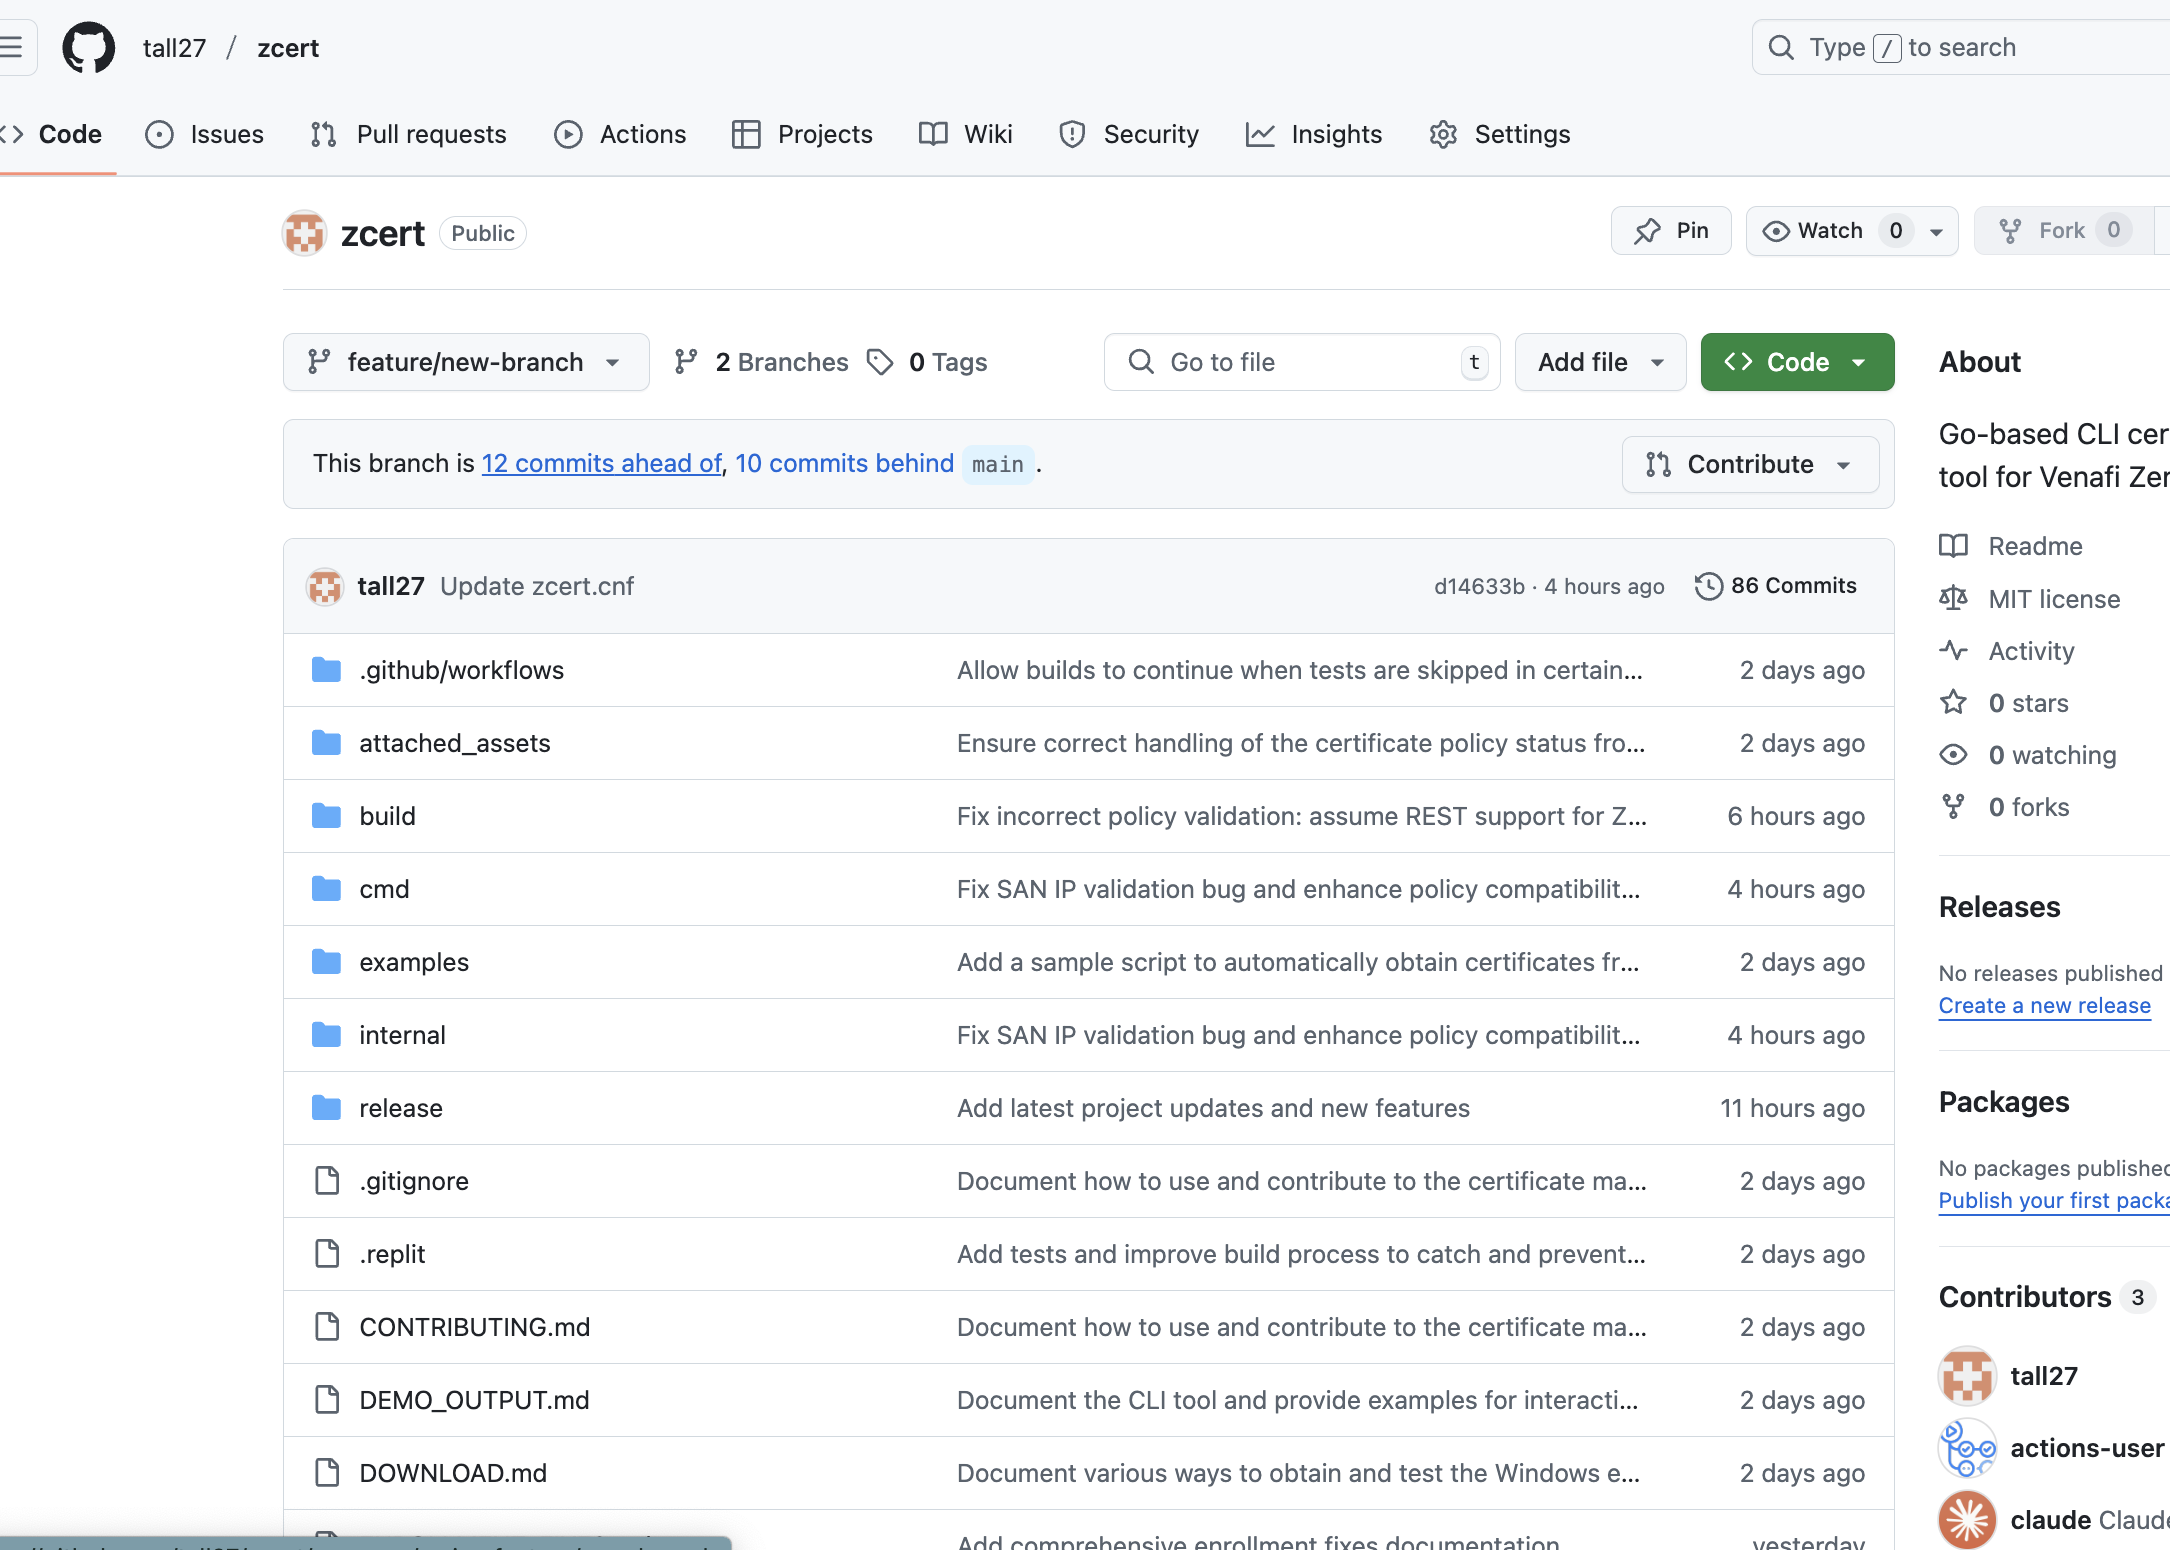 tall27 / zcert
Type / to search
Code Issues Pull requests Actions Projects Wiki Security Insights Settings
zcert Public
Pin Watch 0 Fork 0
feature/new-branch 2 Branches 0 Tags Go to file t Add file Code
This branch is 12 commits ahead of, 10 commits behind main .
Contribute
tall27 Update zcert.cnf d14633b · 4 hours ago 86 Commits
.github/workflows Allow builds to continue when tests are skipped in certain... 2 days ago
attached_assets Ensure correct handling of the certificate policy status fro... 2 days ago
build Fix incorrect policy validation: assume REST support for Z... 6 hours ago
cmd Fix SAN IP validation bug and enhance policy compatibilit... 4 hours ago
examples Add a sample script to automatically obtain certificates fr... 2 days ago
internal Fix SAN IP validation bug and enhance policy compatibilit... 4 hours ago
release Add latest project updates and new features 11 hours ago
.gitignore Document how to use and contribute to the certificate ma... 2 days ago
.replit Add tests and improve build process to catch and prevent... 2 days ago
CONTRIBUTING.md Document how to use and contribute to the certificate ma... 2 days ago
DEMO_OUTPUT.md Document the CLI tool and provide examples for interacti... 2 days ago
DOWNLOAD.md Document various ways to obtain and test the Windows e... 2 days ago
Add comprehensive enrollment fixes documentation yesterday
About
Go-based CLI cer
tool for Venafi Zer
Readme
MIT license
Activity
0 stars
0 watching
0 forks
Releases
No releases published
Create a new release
Packages
No packages published
Publish your first packa
Contributors 3
tall27
actions-user
claude Claude